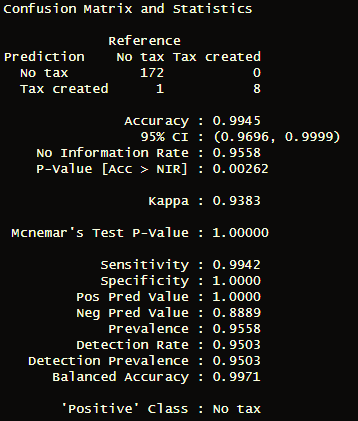 Confusion Matrix and Statistics
Reference
Prediction No tax Tax created
No tax 172 0
Tax created 1 8
Accuracy : 0.9945
95% CI : (0.9696, 0.9999)
No Information Rate : 0.9558
P-Value [Acc > NIR] : 0.00262
Kappa : 0.9383
Mcnemar's Test P-Value : 1.00000
Sensitivity : 0.9942
Specificity : 1.0000
Pos Pred Value : 1.0000
Neg Pred Value : 0.8889
Prevalence : 0.9558
Detection Rate : 0.9503
Detection Prevalence : 0.9503
Balanced Accuracy : 0.9971
'Positive' Class : No tax